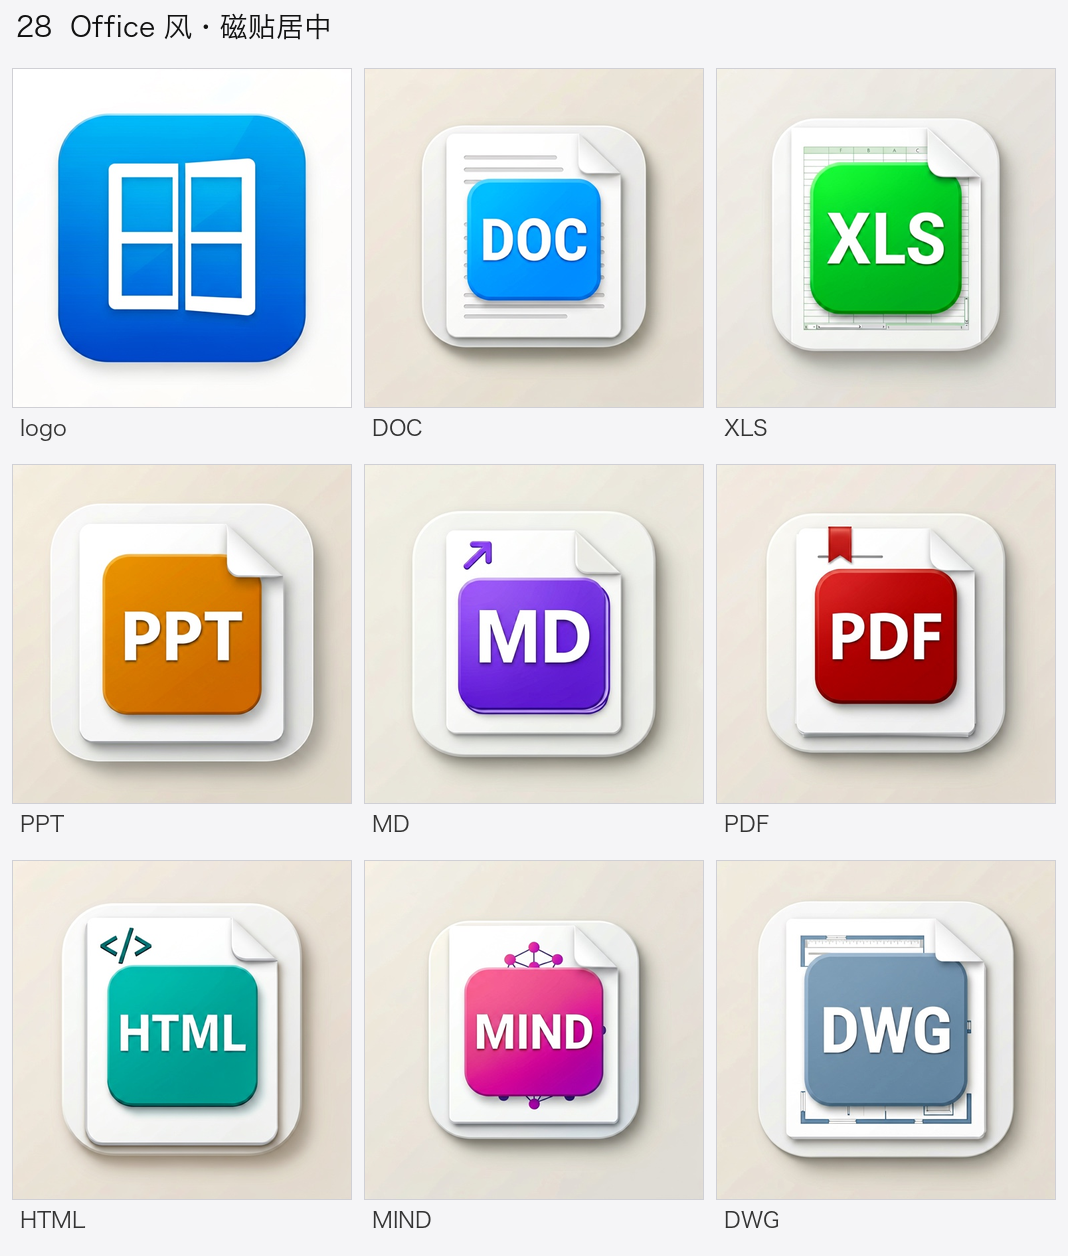 28 Office 风・磁贴居中
logo
DOC
DOC
XLS
XLS
PPT
PPT
MD
MD
PDF
PDF
</>
HTML
HTML
MIND
MIND
DWG
DWG